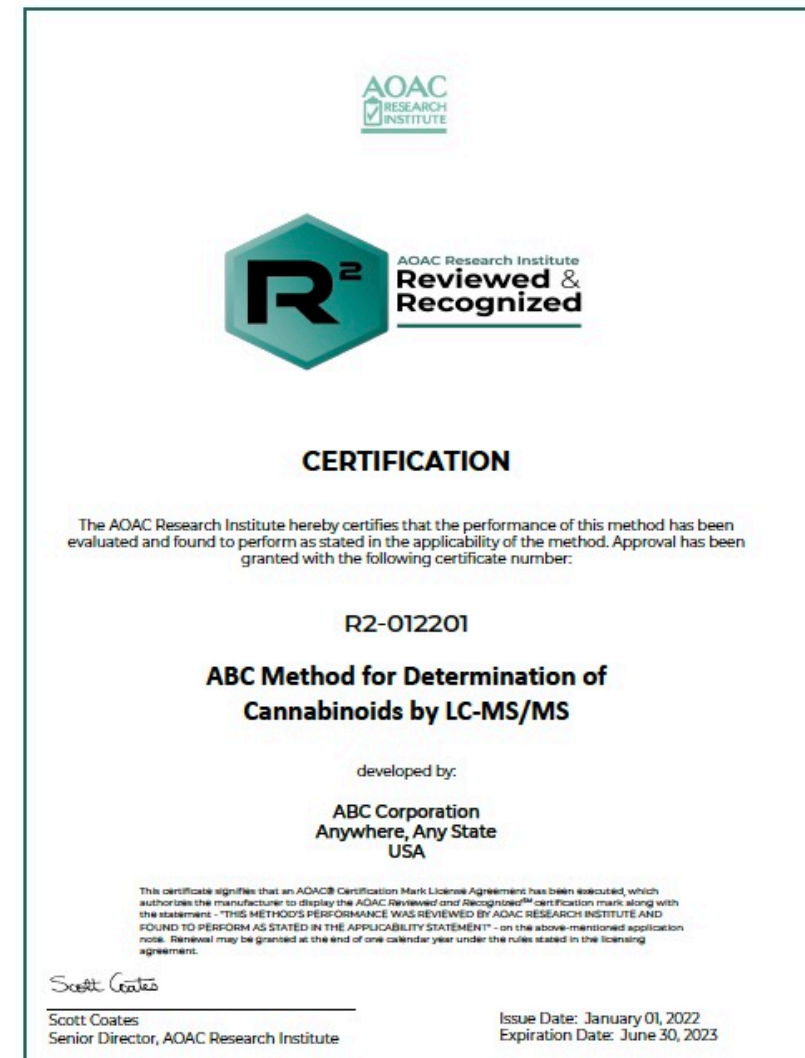 AOAC
RESEARCH
INSTITUTE
R²
AOAC Research Institute
Reviewed &
Recognized
CERTIFICATION
The AOAC Research Institute hereby certifies that the performance of this method has been
evaluated and found to perform as stated in the applicability of the method. Approval has been
granted with the following certificate number:
R2-012201
ABC Method for Determination of
Cannabinoids by LC-MS/MS
developed by:
ABC Corporation
Anywhere, Any State
USA
This certificate signifies that an AOAC® Certification Mark License Agreement has been executed, which
authorizes the manufacturer to display the AOAC Reviewed and Recognized℠ certification mark along with
the statement - "THIS METHOD'S PERFORMANCE WAS REVIEWED BY AOAC RESEARCH INSTITUTE AND
FOUND TO PERFORM AS STATED IN THE APPLICABILITY STATEMENT" - on the above-mentioned application
note. Renewal may be granted at the end of one calendar year under the rules stated in the licensing
agreement.
Scott Coates
Scott Coates
Senior Director, AOAC Research Institute
Issue Date: January 01, 2022
Expiration Date: June 30, 2023